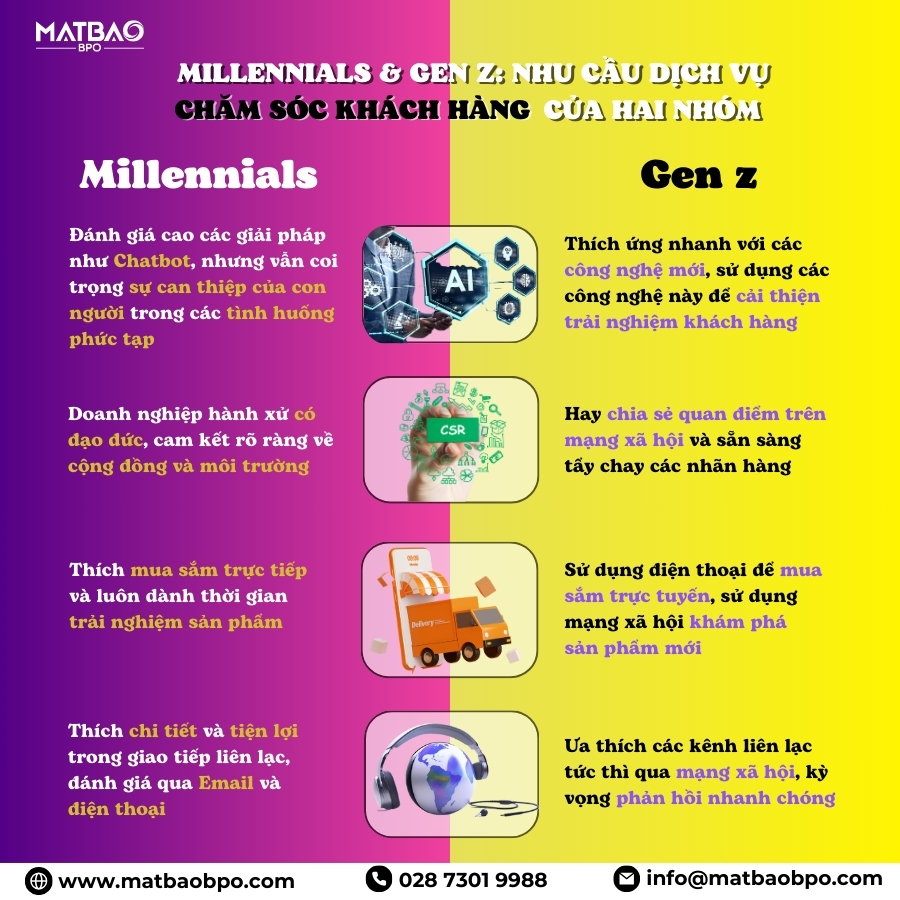 MATBAO
BPO
MILLENNIALS & GEN Z: NHU CẦU DỊCH VỤ
CHĂM SÓC KHÁCH HÀNG CỦA HAI NHÓM
Millennials
Gen z
Đánh giá cao các giải pháp
như Chatbot, nhưng vẫn coi
trọng sự can thiệp của con
người trong các tình huống
phức tạp
AI
Thích ứng nhanh với các
công nghệ mới, sử dụng các
công nghệ này để cải thiện
trải nghiệm khách hàng
Doanh nghiệp hành xử có
đạo đức, cam kết rõ ràng về
cộng đồng và môi trường
CSR
Hay chia sẻ quan điểm trên
mạng xã hội và sẵn sàng
tẩy chay các nhãn hàng
Thích mua sắm trực tiếp
và luôn dành thời gian
trải nghiệm sản phẩm
Delivery
Sử dụng điện thoại để mua
sắm trực tuyến, sử dụng
mạng xã hội khám phá
sản phẩm mới
Thích chi tiết và tiện lợi
trong giao tiếp liên lạc,
đánh giá qua Email và
điện thoại
Ưa thích các kênh liên lạc
tức thì qua mạng xã hội, kỳ
vọng phản hồi nhanh chóng
www.matbaobpo.com
028 7301 9988
info@matbaobpo.com